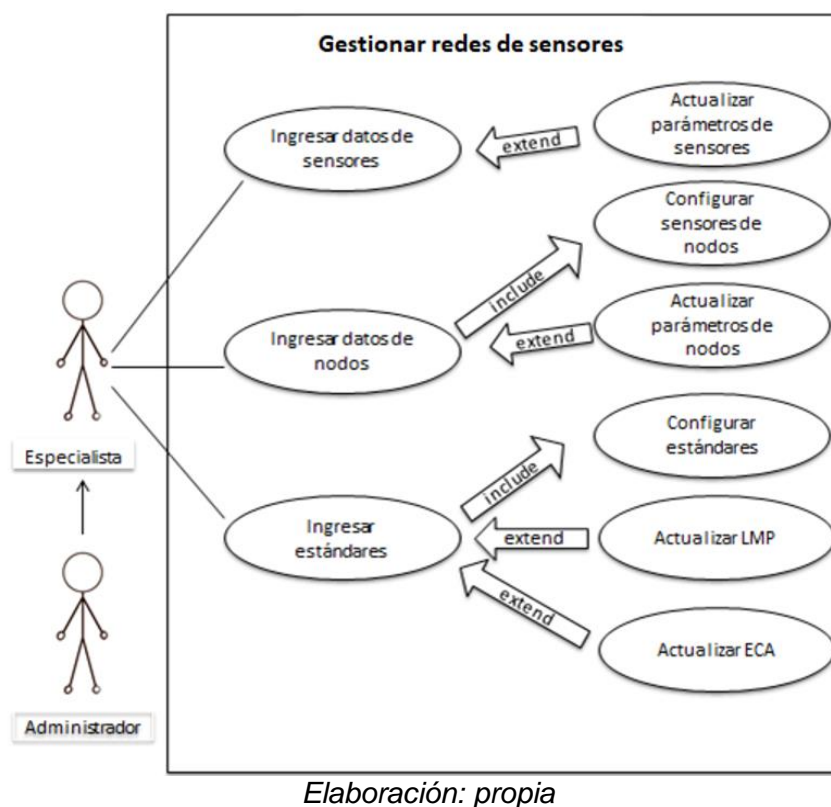 Gestionar redes de sensores
Ingresar datos de
sensores
extend
Actualizar
parámetros de
sensores
Configurar
sensores de
nodos
include
Ingresar datos de
nodos
extend
Actualizar
parámetros de
nodos
Especialista
Configurar
estándares
include
Ingresar
estándares
extend
Actualizar LMP
extend
Actualizar ECA
Administrador
Elaboración: propia